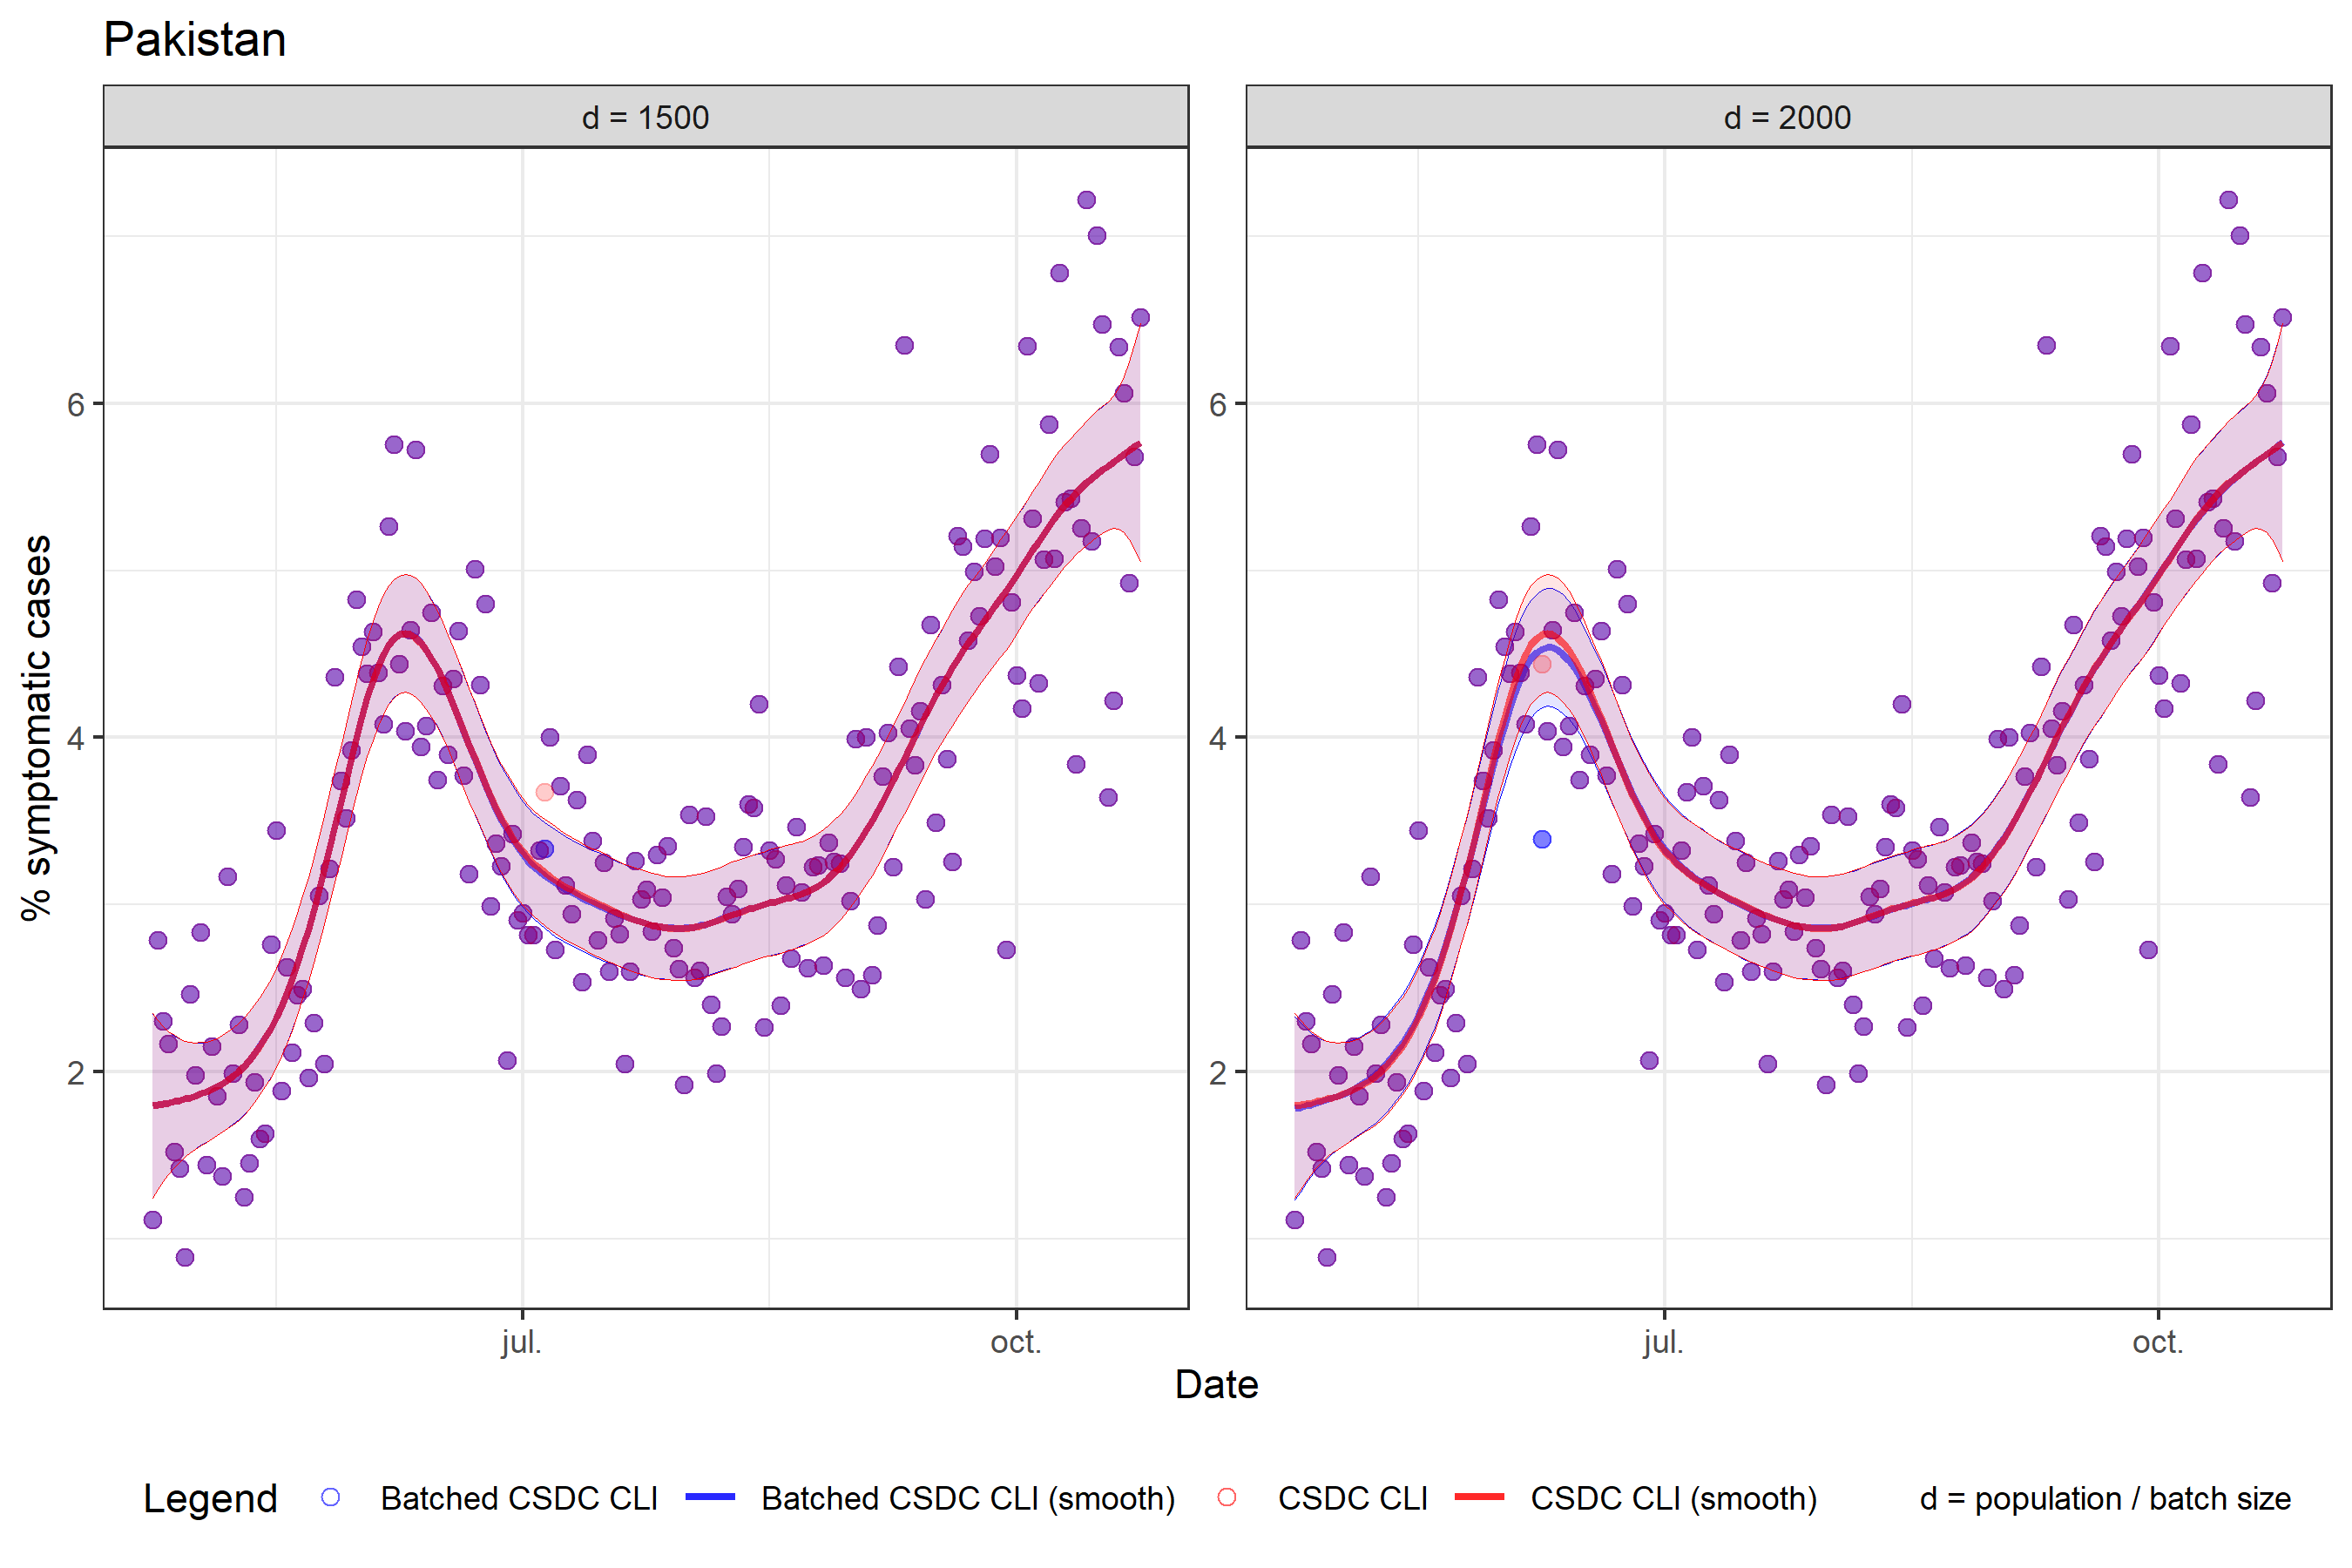 Pakistan
d = 1500
d = 2000
% symptomatic cases
6
4
2
6
4
2
jul.
oct.
jul.
oct.
Date
Legend
Batched CSDC CLI
Batched CSDC CLI (smooth)
CSDC CLI
CSDC CLI (smooth)
d = population / batch size